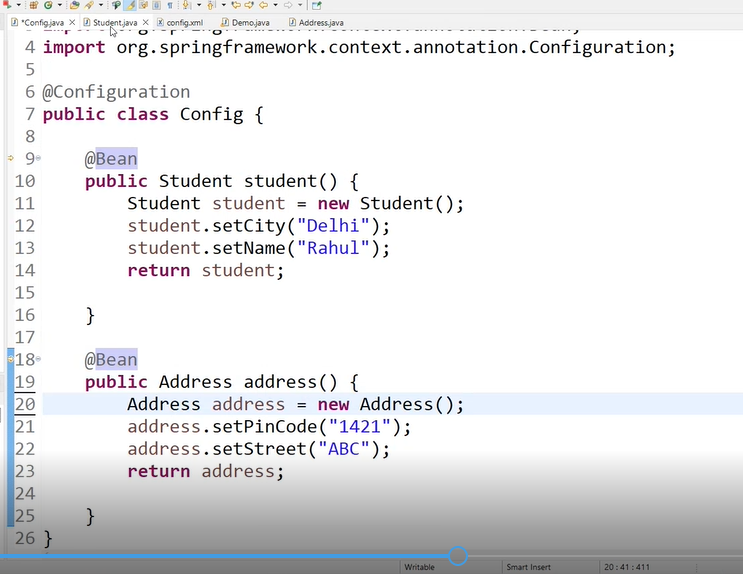 *Config.java Student.java config.xml Demo.java Address.java
4 import org.springframework.context.annotation.Configuration;
5
6 @Configuration
7 public class Config {
8
9 @Bean
10 public Student student() {
11 Student student = new Student();
12 student.setCity("Delhi");
13 student.setName("Rahul");
14 return student;
15
16 }
17
18 @Bean
19 public Address address() {
20 Address address = new Address();
21 address.setPinCode("1421");
22 address.setStreet("ABC");
23 return address;
24
25 }
26 }
Writable Smart Insert 20 : 41 : 411